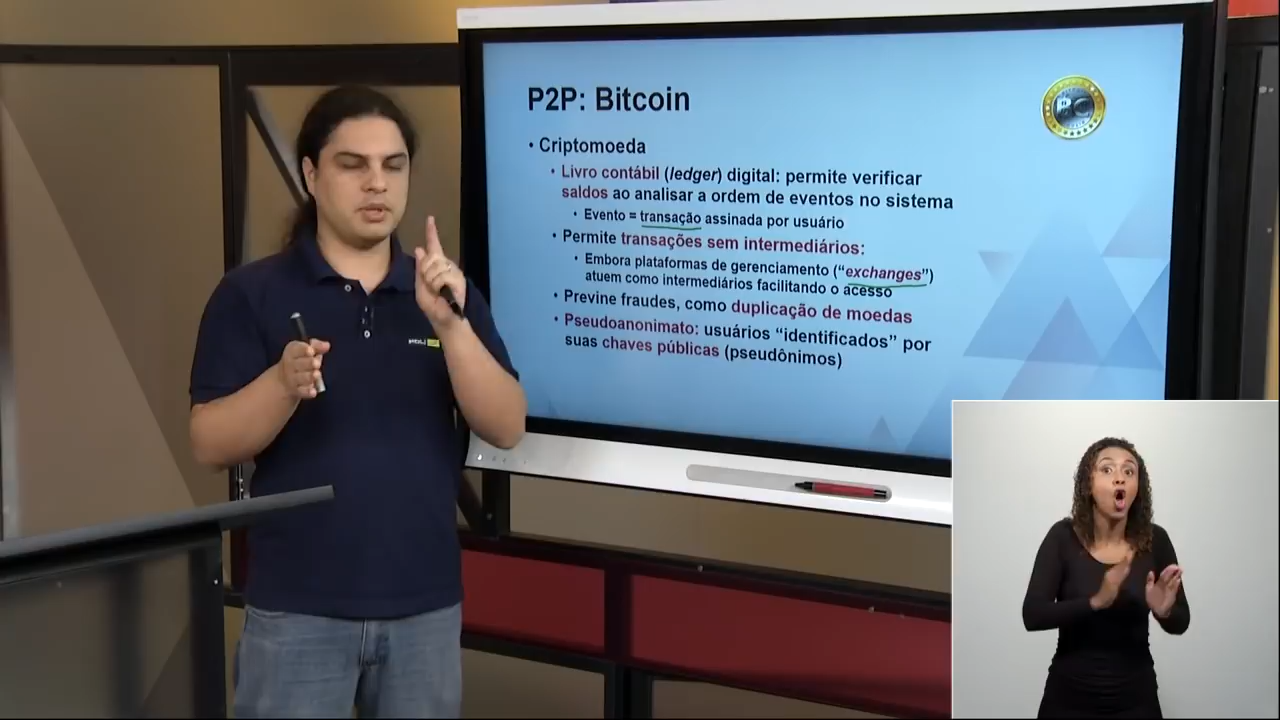 P2P: Bitcoin
• Criptomoeda
• Livro contábil (ledger) digital: permite verificar
saldos ao analisar a ordem de eventos no sistema
• Evento = transação assinada por usuário
• Permite transações sem intermediários:
• Embora plataformas de gerenciamento (“exchanges”)
atuem como intermediários facilitando o acesso
• Previne fraudes, como duplicação de moedas
• Pseudoanonimato: usuários “identificados” por
suas chaves públicas (pseudônimos)